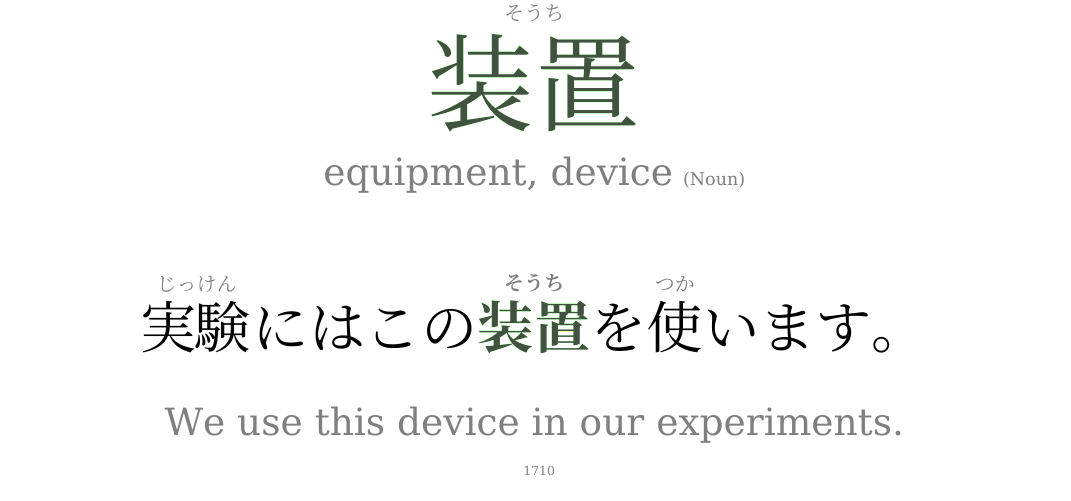 そうち
装置
equipment, device (Noun)
じっけん そうち つか
実験にはこの装置を使います。
We use this device in our experiments.
1710